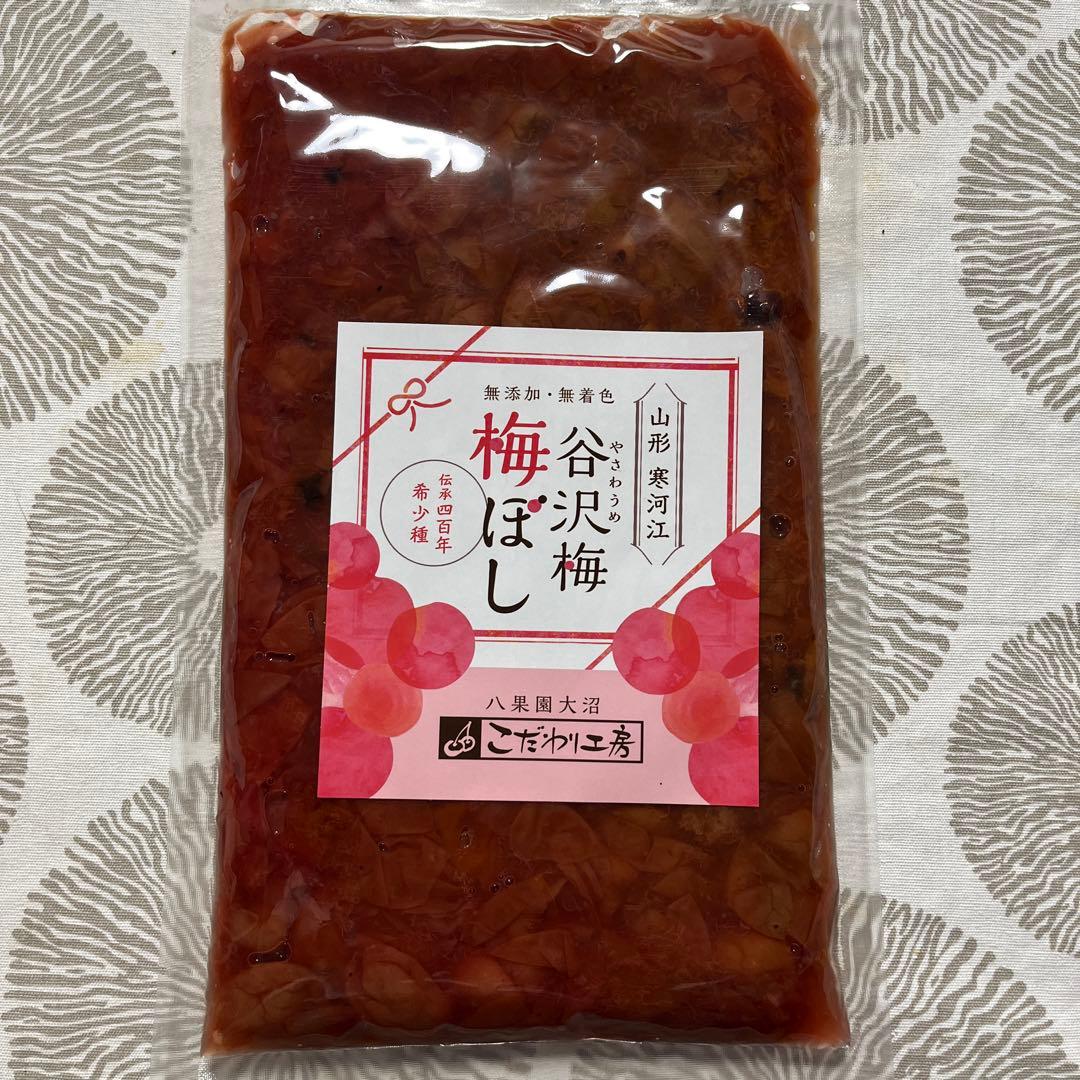 無添加・無着色
山形 寒河江
やさわうめ
谷沢梅
梅ぼし
伝承四百年
希少種
八果園大沼
こだわり工房